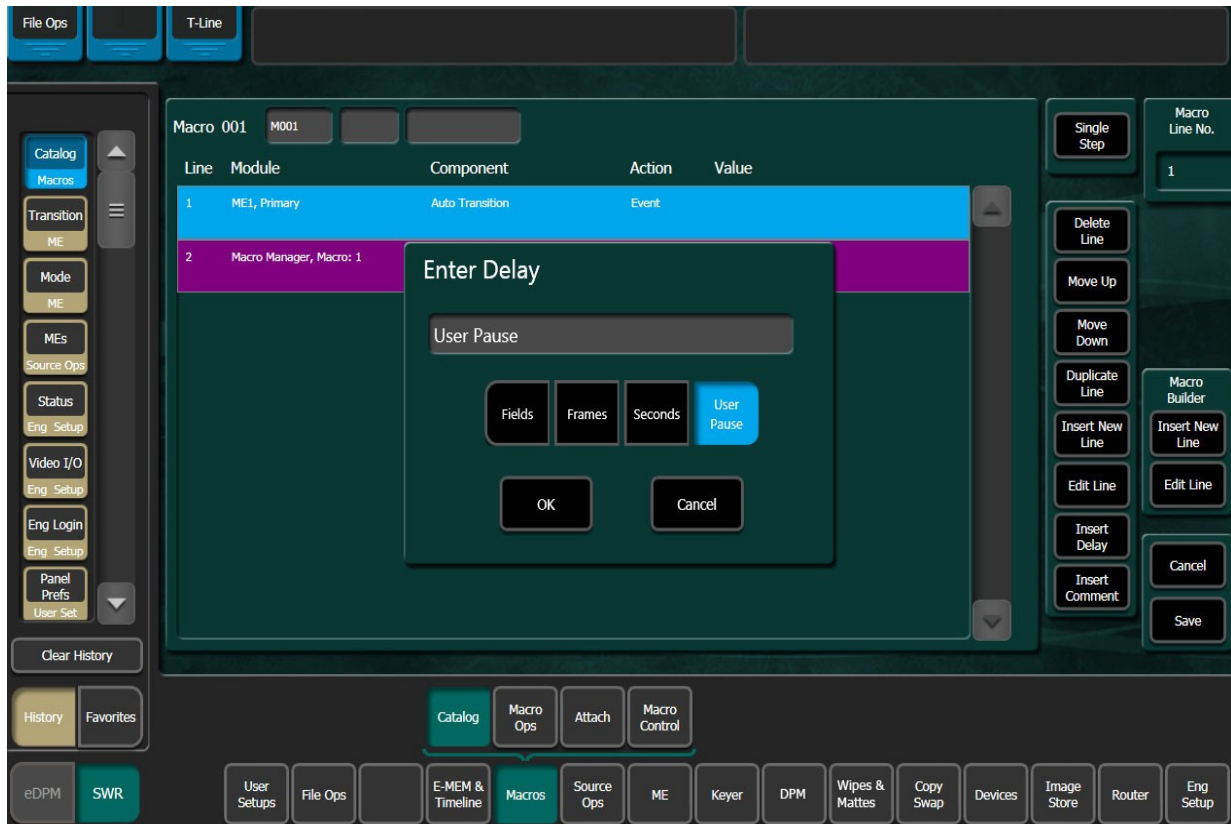 File Ops
T-Line
Macro 001 M001
Line Module Component Action Value
1 ME1, Primary Auto Transition Event
2 Macro Manager, Macro: 1
Enter Delay
User Pause
Fields
Frames
Seconds
User
Pause
OK
Cancel
Catalog
Macros
Transition
ME
Mode
ME
MEs
Source Ops
Status
Eng Setup
Video I/O
Eng Setup
Eng Login
Eng Setup
Panel
Prefs
User Set
Clear History
History
Favorites
eDPM
SWR
Single
Step
Delete
Line
Move Up
Move
Down
Duplicate
Line
Insert New
Line
Edit Line
Insert
Delay
Insert
Comment
Macro
Line No.
1
Macro
Builder
Insert New
Line
Edit Line
Cancel
Save
Catalog
Macro
Ops
Attach
Macro
Control
User
Setups
File Ops
E-MEM &
Timeline
Macros
Source
Ops
ME
Keyer
DPM
Wipes &
Mattes
Copy
Swap
Devices
Image
Store
Router
Eng
Setup